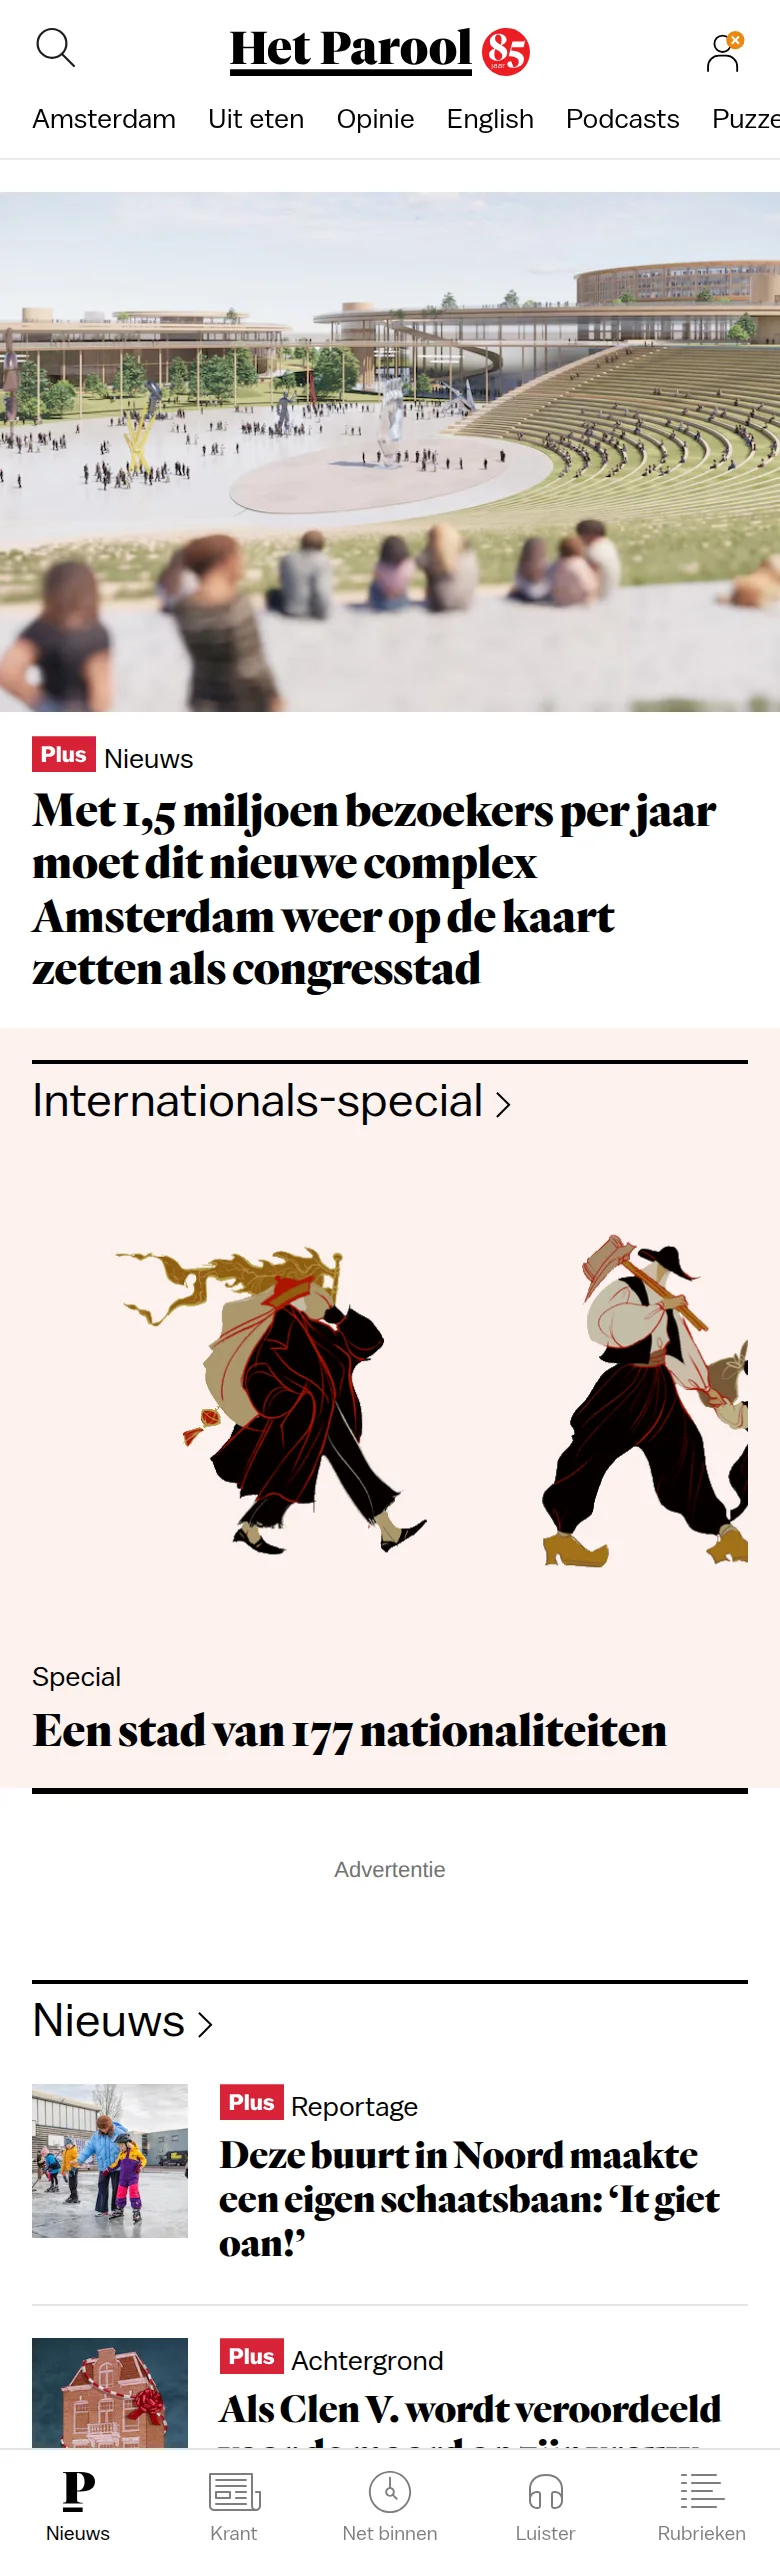 Het Parool 85
jaar
Amsterdam Uit eten Opinie English Podcasts Puzze
Plus Nieuws
Met 1,5 miljoen bezoekers per jaar
moet dit nieuwe complex
Amsterdam weer op de kaart
zetten als congresstad
Internationals-special
Special
Een stad van 177 nationaliteiten
Advertentie
Nieuws
Plus Reportage
Deze buurt in Noord maakte
een eigen schaatsbaan: ‘It giet
oan!’
Plus Achtergrond
Als Clen V. wordt veroordeeld
P
Nieuws Krant Net binnen Luister Rubrieken